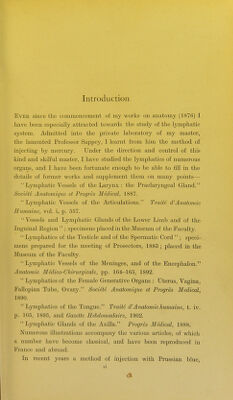 Introduction
Ever since the commencement of my works on anatomy (1876) I
have been especially attracted towards the study of the lymphatic
system. Admitted into the private laboratory of my master,
the lamented Professor Sappey, I learnt from him the method of
injecting by mercury. Under the direction and control of this
kind and skilful master, I have studied the lymphatics of numerous
organs, and I have been fortunate enough to be able to fill in the
details of former works and supplement them on many points—
"Lymphatic Vessels of the Larynx: the Praelaryngeal Gland."
Société Anatomique et Progrès Médical, 1887.
"Lymphatic Vessels of the Articulations." Traité d'Anatomie
Humaine, vol. i, p. 557.
"Vessels and Lymphatic Glands of the Lower Limb and of the
Inguinal Region"; specimens placed in the Museum of the Faculty.
"Lymphatics of the Testicle and of the Spermatic Cord"; speci-
mens prepared for the meeting of Prosectors, 1882; placed in the
Museum of the Faculty.
"Lymphatic Vessels of the Meninges, and of the Encephalon."
Anatomie Médico-Chirurgicale, pp. 164–165, 1892.
"Lymphatics of the Female Generative Organs: Uterus, Vagina,
Fallopian Tube, Ovary." Société Anatomique et Progrès Médical,
1890.
"Lymphatics of the Tongue." Traité d'Anatomie humaine, t. iv.
p. 105, 1895, and Gazette Hebdomadaire, 1902.
"Lymphatic Glands of the Axilla." Progrès Médical, 1888.
Numerous illustrations accompany the various articles, of which
a number have become classical, and have been reproduced in
France and abroad.
In recent years a method of injection with Prussian blue,
vi